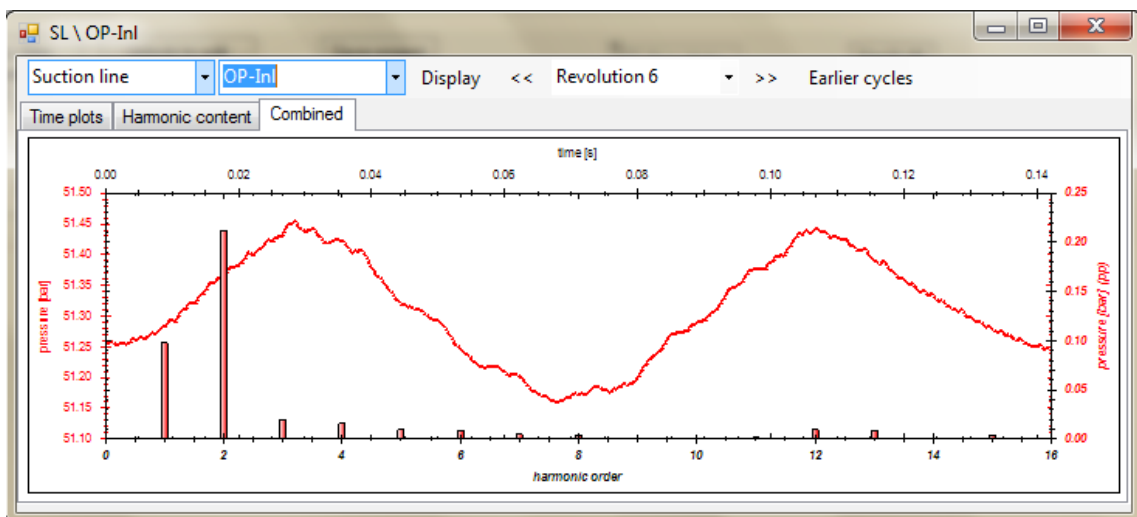 SL \ OP-Inl
Suction line OP-Inl Display << Revolution 6 >> Earlier cycles
Time plots Harmonic content Combined
time [s]
0.00 0.02 0.04 0.06 0.08 0.10 0.12 0.14
51.50 0.25
51.45
51.40 0.20
51.35
0.15
51.30
51.25 0.10
51.20
0.05
51.15
51.10 0.00
pressure [bar]
pressure [bar] (pp)
0 2 4 6 8 10 12 14 16
harmonic order